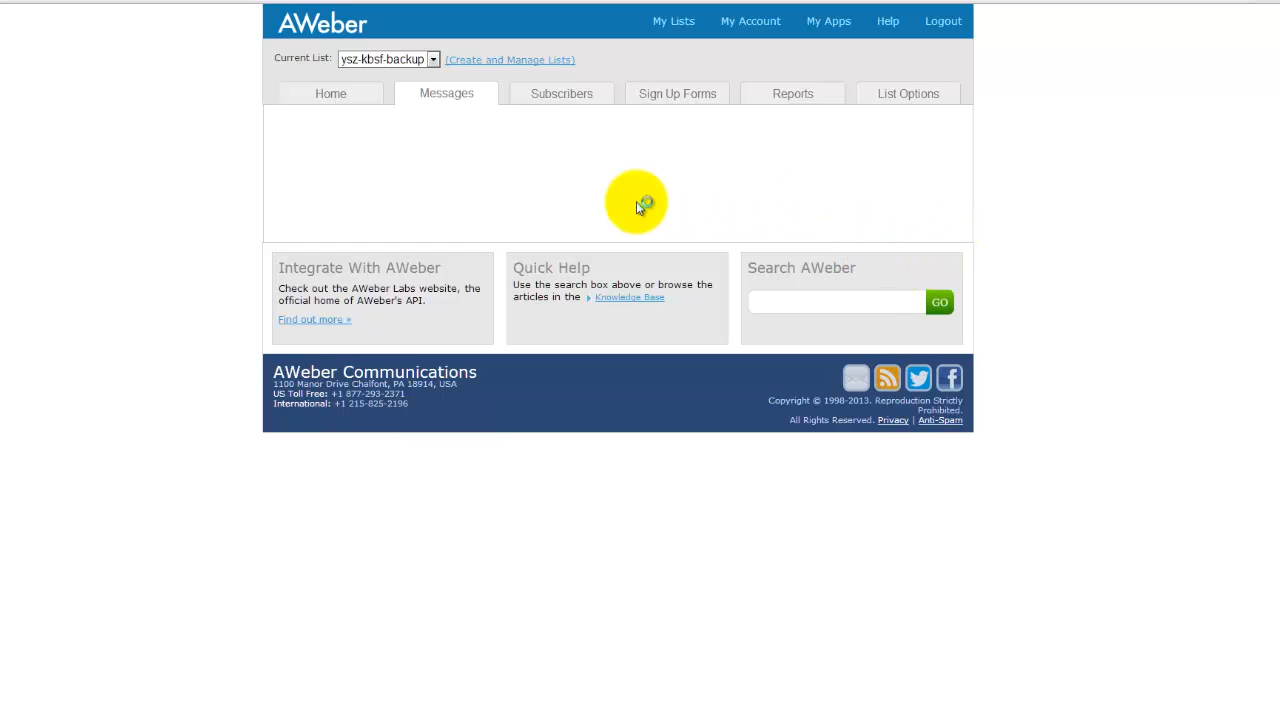 AWeber
My Lists My Account My Apps Help Logout
Current List: ysz-kbsf-backup (Create and Manage Lists)
Home Messages Subscribers Sign Up Forms Reports List Options
Integrate With AWeber
Check out the AWeber Labs website, the
official home of AWeber's API.
Find out more »
Quick Help
Use the search box above or browse the
articles in the Knowledge Base
Search AWeber
GO
AWeber Communications
1100 Manor Drive Chalfont, PA 18914, USA
US Toll Free: +1 877-293-2371
International: +1 215-825-2196
Copyright © 1998-2013. Reproduction Strictly
Prohibited.
All Rights Reserved. Privacy | Anti-Spam